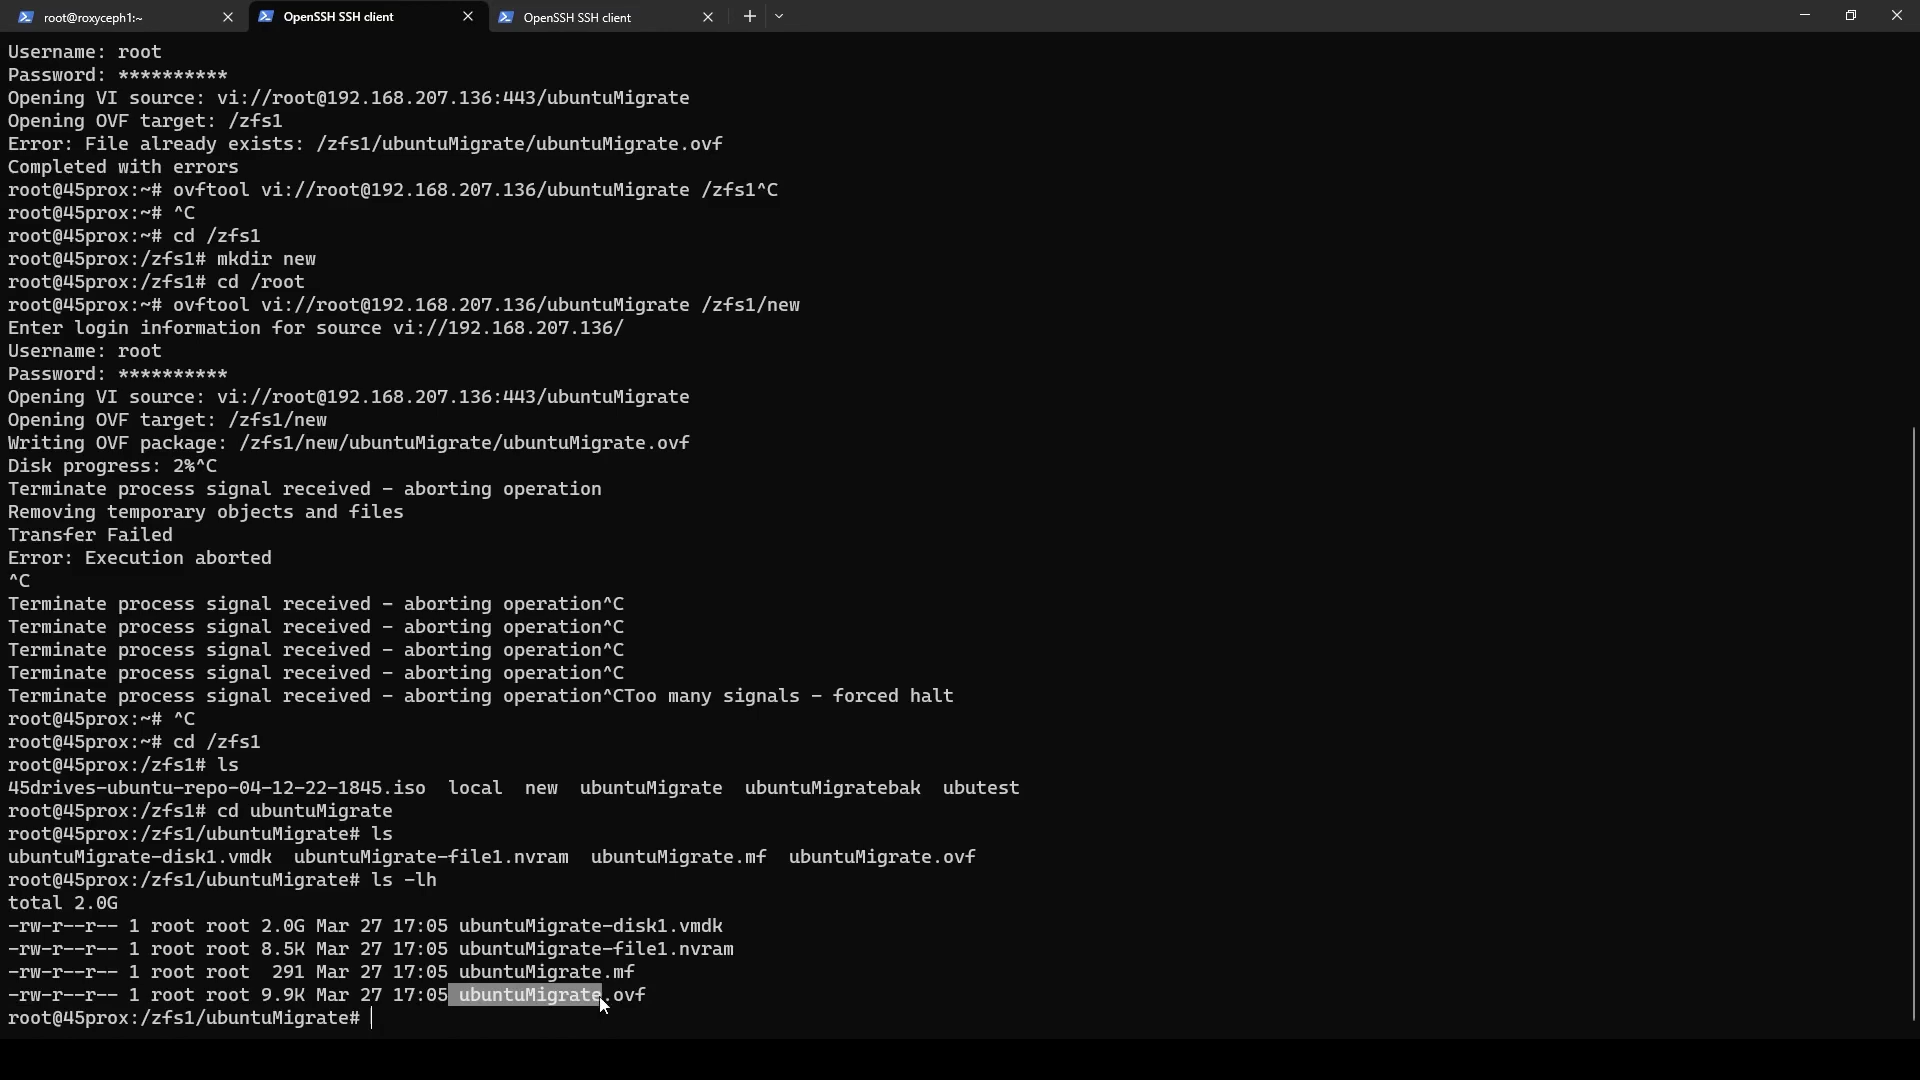 root@roxyceph1:~
OpenSSH SSH client
OpenSSH SSH client
Username: root
Password: **********
Opening VI source: vi://root@192.168.207.136:443/ubuntuMigrate
Opening OVF target: /zfs1
Error: File already exists: /zfs1/ubuntuMigrate/ubuntuMigrate.ovf
Completed with errors
root@45prox:~# ovftool vi://root@192.168.207.136/ubuntuMigrate /zfs1^C
root@45prox:~# ^C
root@45prox:~# cd /zfs1
root@45prox:/zfs1# mkdir new
root@45prox:/zfs1# cd /root
root@45prox:~# ovftool vi://root@192.168.207.136/ubuntuMigrate /zfs1/new
Enter login information for source vi://192.168.207.136/
Username: root
Password: **********
Opening VI source: vi://root@192.168.207.136:443/ubuntuMigrate
Opening OVF target: /zfs1/new
Writing OVF package: /zfs1/new/ubuntuMigrate/ubuntuMigrate.ovf
Disk progress: 2%^C
Terminate process signal received - aborting operation
Removing temporary objects and files
Transfer Failed
Error: Execution aborted
^C
Terminate process signal received - aborting operation^C
Terminate process signal received - aborting operation^C
Terminate process signal received - aborting operation^C
Terminate process signal received - aborting operation^C
Terminate process signal received - aborting operation^CToo many signals - forced halt
root@45prox:~# ^C
root@45prox:~# cd /zfs1
root@45prox:/zfs1# ls
45drives-ubuntu-repo-04-12-22-1845.iso  local  new  ubuntuMigrate  ubuntuMigratebak  ubutest
root@45prox:/zfs1# cd ubuntuMigrate
root@45prox:/zfs1/ubuntuMigrate# ls
ubuntuMigrate-disk1.vmdk  ubuntuMigrate-file1.nvram  ubuntuMigrate.mf  ubuntuMigrate.ovf
root@45prox:/zfs1/ubuntuMigrate# ls -lh
total 2.0G
-rw-r--r-- 1 root root 2.0G Mar 27 17:05 ubuntuMigrate-disk1.vmdk
-rw-r--r-- 1 root root 8.5K Mar 27 17:05 ubuntuMigrate-file1.nvram
-rw-r--r-- 1 root root  291 Mar 27 17:05 ubuntuMigrate.mf
-rw-r--r-- 1 root root 9.9K Mar 27 17:05 ubuntuMigrate.ovf
root@45prox:/zfs1/ubuntuMigrate#